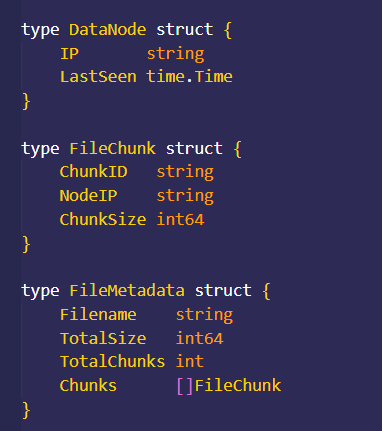 type DataNode struct {
    IP       string
    LastSeen time.Time
}
type FileChunk struct {
    ChunkID   string
    NodeIP    string
    ChunkSize int64
}
type FileMetadata struct {
    Filename    string
    TotalSize   int64
    TotalChunks int
    Chunks      []FileChunk
}